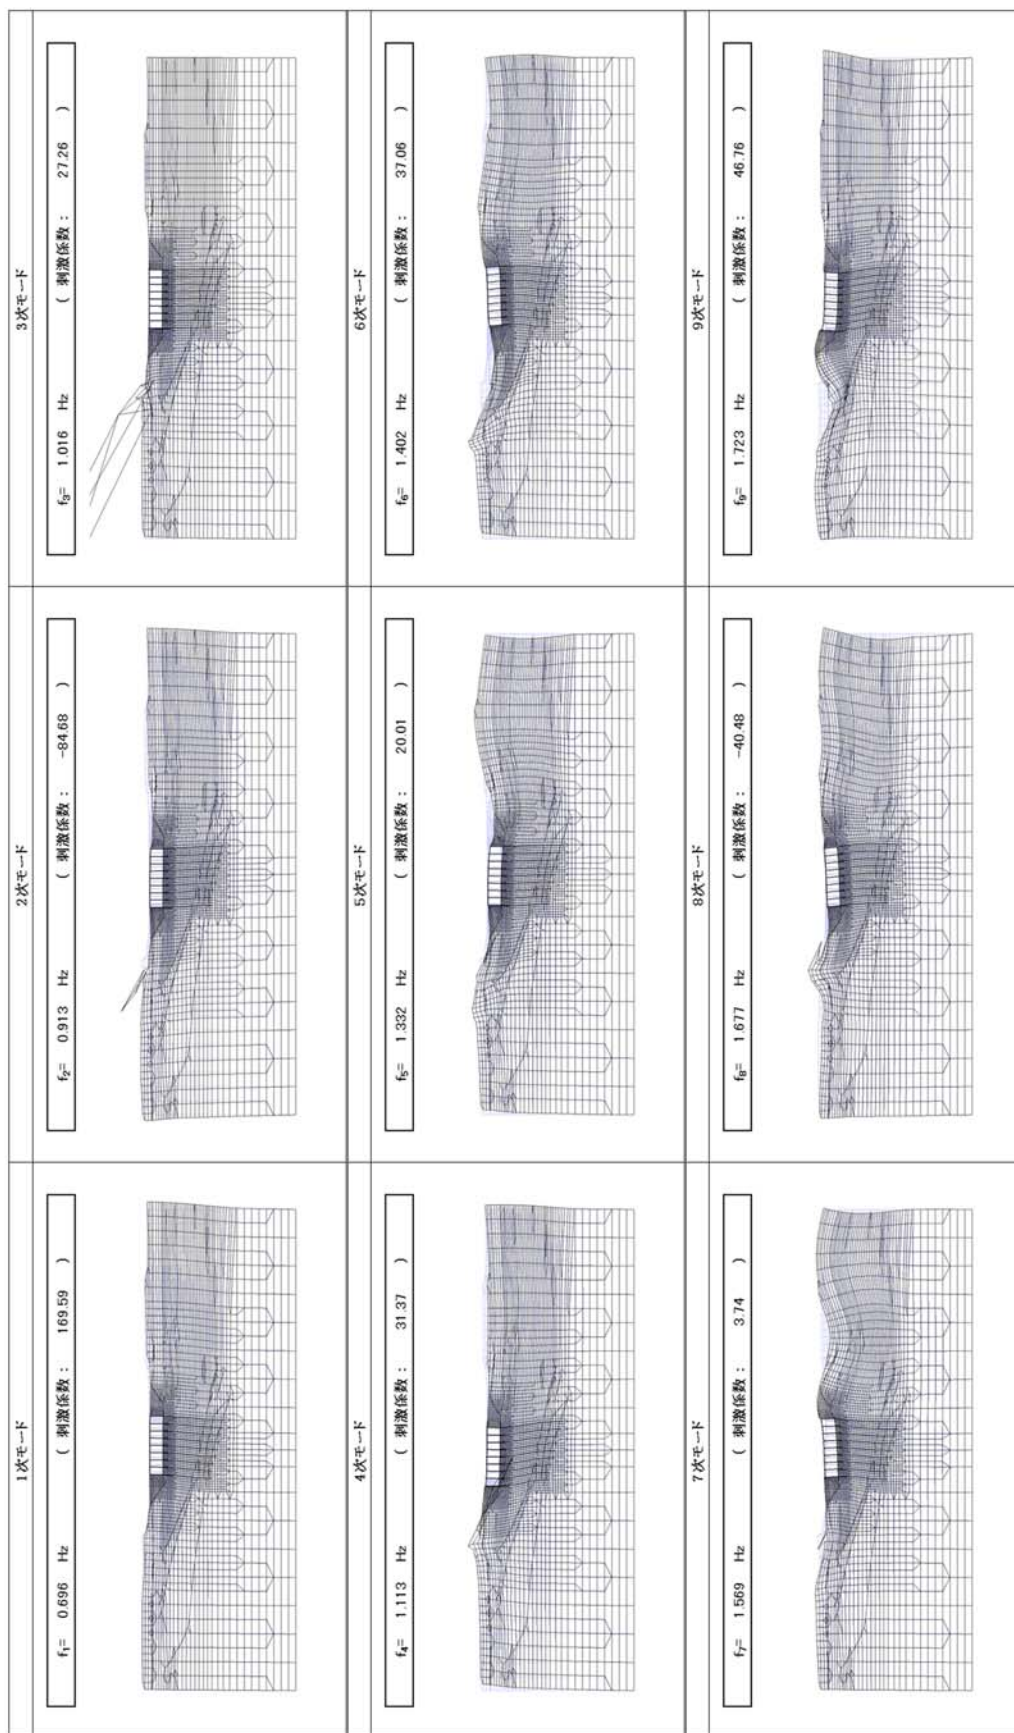 1次モード
f₁= 0.696 Hz ( 刺激係数 : 169.59 )
2次モード
f₂= 0.913 Hz ( 刺激係数 : -84.68 )
3次モード
f₃= 1.016 Hz ( 刺激係数 : 27.26 )
4次モード
f₄= 1.113 Hz ( 刺激係数 : 31.37 )
5次モード
f₅= 1.332 Hz ( 刺激係数 : 20.01 )
6次モード
f₆= 1.402 Hz ( 刺激係数 : 37.06 )
7次モード
f₇= 1.569 Hz ( 刺激係数 : 3.74 )
8次モード
f₈= 1.677 Hz ( 刺激係数 : -40.48 )
9次モード
f₉= 1.723 Hz ( 刺激係数 : 46.76 )